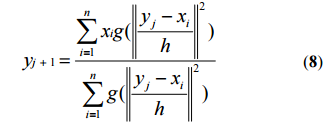 y_{j+1} = \frac{\sum_{i=1}^{n} x_i g(\left\| \frac{y_j - x_i}{h} \right\|^2)}{\sum_{i=1}^{n} g(\left\| \frac{y_j - x_i}{h} \right\|^2)} (8)